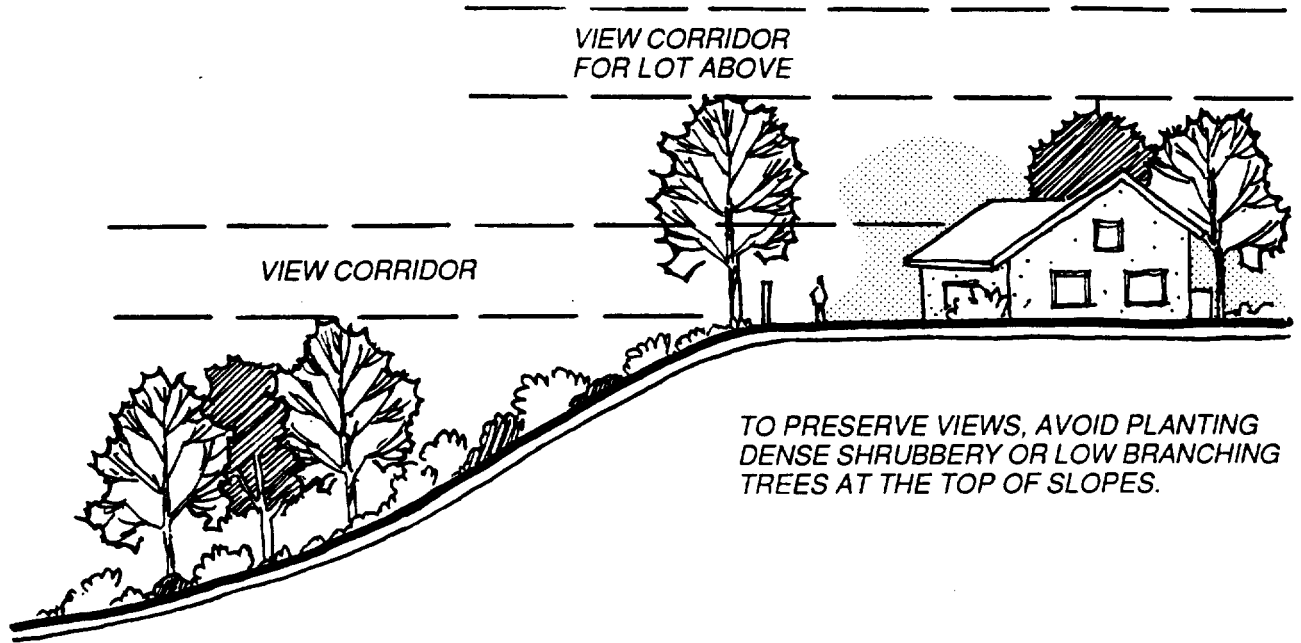 VIEW CORRIDOR
FOR LOT ABOVE
VIEW CORRIDOR
TO PRESERVE VIEWS, AVOID PLANTING
DENSE SHRUBBERY OR LOW BRANCHING
TREES AT THE TOP OF SLOPES.